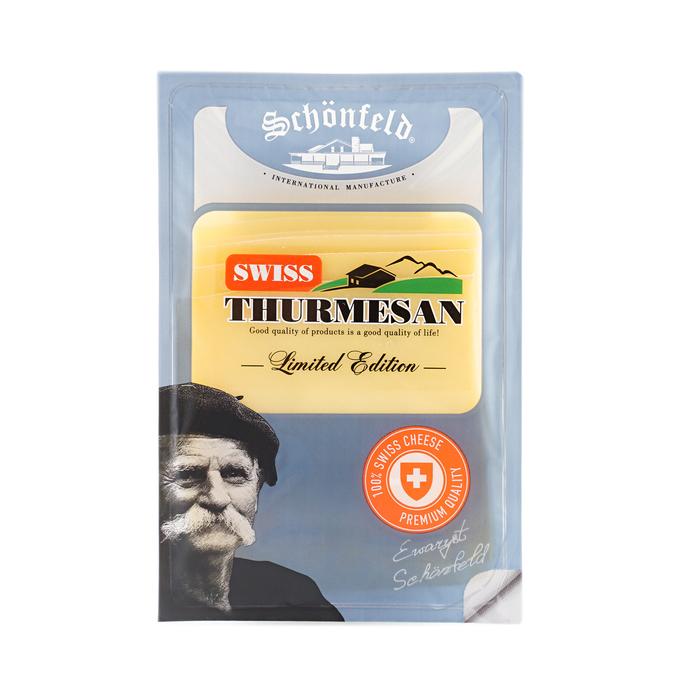 Schönfeld®
• INTERNATIONAL MANUFACTURE •
SWISS
THURMESAN
Good quality of products is a good quality of life!
— Limited Edition —
100% SWISS CHEESE
PREMIUM QUALITY
Ewaryst
Schönfeld